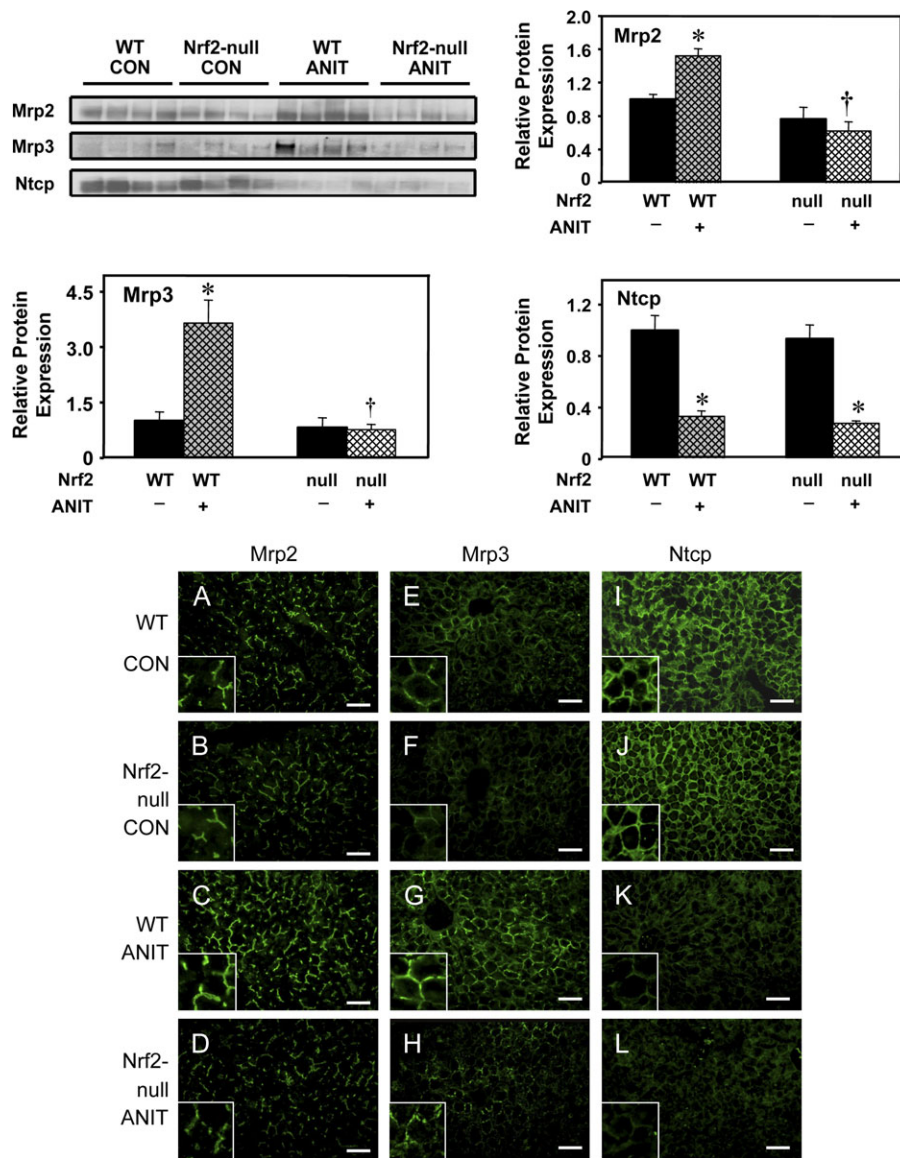 WT Nrf2-null WT Nrf2-null
CON CON ANIT ANIT
Mrp2
Mrp3
Ntcp
Relative Protein
Expression
Mrp2
2.0
1.6
1.2
0.8
0.4
0
*
†
Nrf2 WT WT null null
ANIT – + – +
Relative Protein
Expression
Mrp3
4.5
3.0
1.5
0
*
†
Nrf2 WT WT null null
ANIT – + – +
Relative Protein
Expression
Ntcp
1.2
0.8
0.4
0
*
*
Nrf2 WT WT null null
ANIT – + – +
Mrp2 Mrp3 Ntcp
WT
CON
A E I
Nrf2-
null
CON
B F J
WT
ANIT
C G K
Nrf2-
null
ANIT
D H L